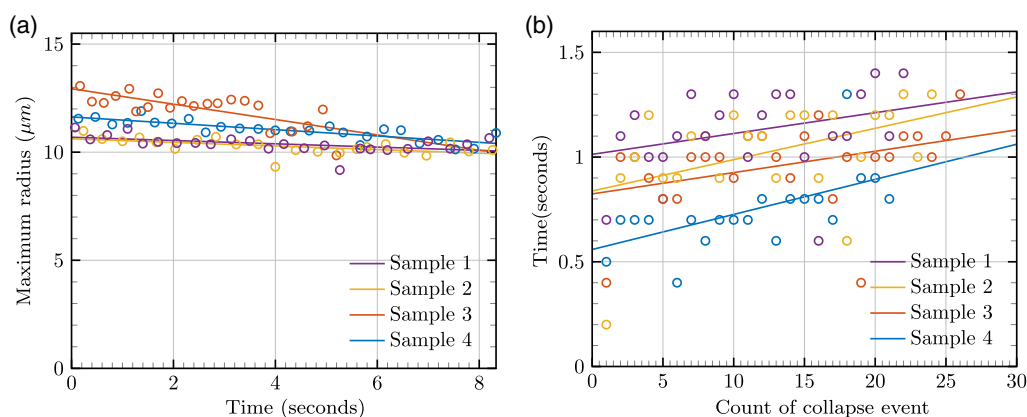 (a)
15
10
5
0
Maximum radius (μm)
0 2 4 6 8
Time (seconds)
Sample 1
Sample 2
Sample 3
Sample 4
(b)
1.5
1
0.5
0
Time(seconds)
0 5 10 15 20 25 30
Count of collapse event
Sample 1
Sample 2
Sample 3
Sample 4